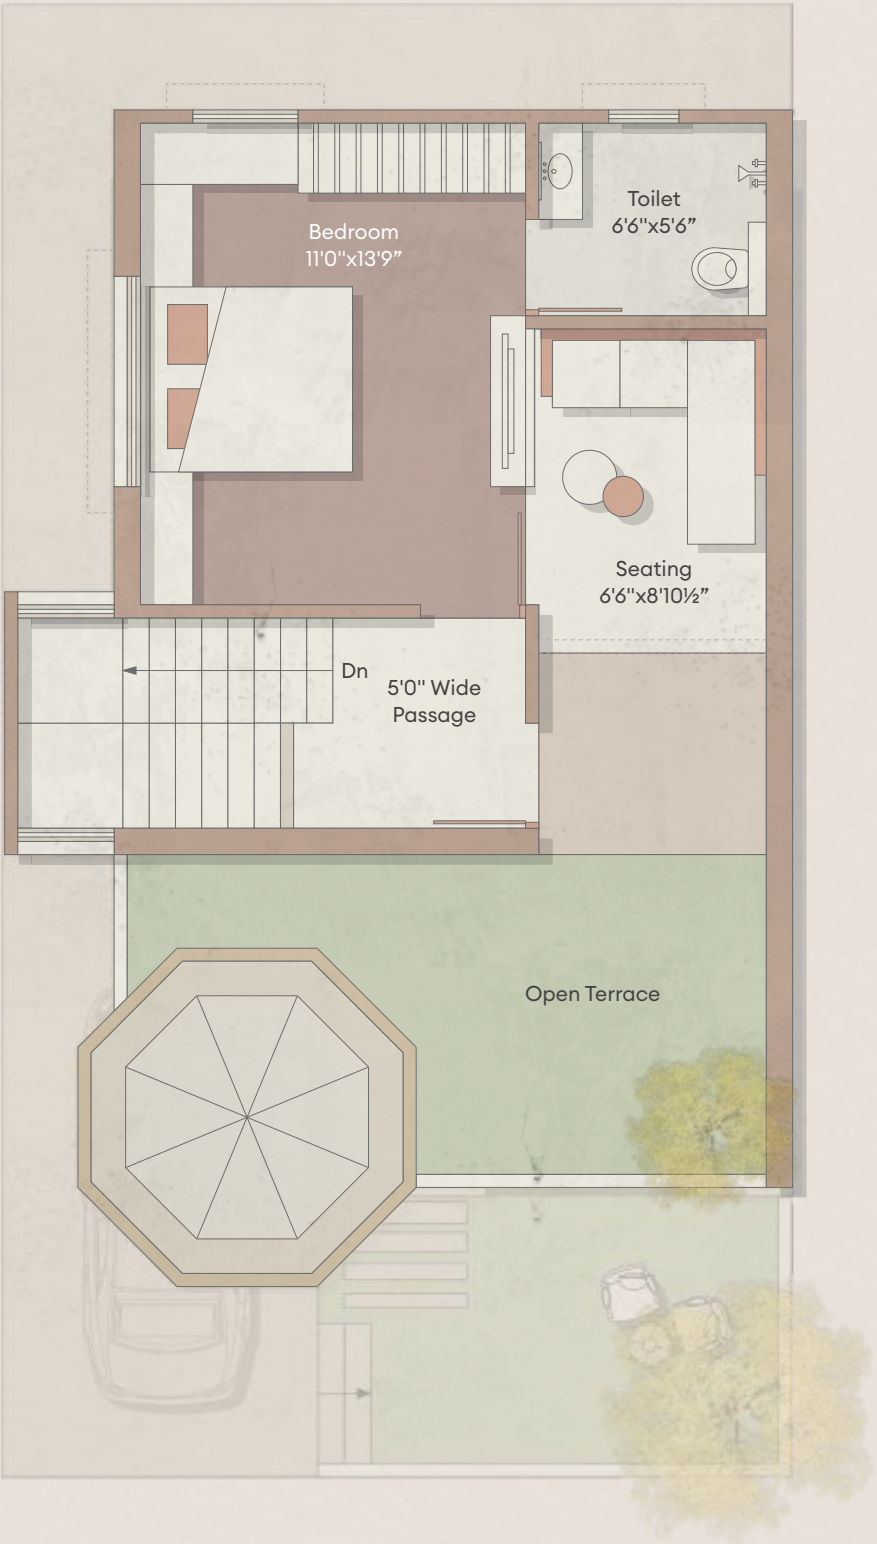 Bedroom
11'0"x13'9”
Toilet
6'6"x5'6”
Seating
6'6"x8'10½”
Dn
5'0" Wide
Passage
Open Terrace